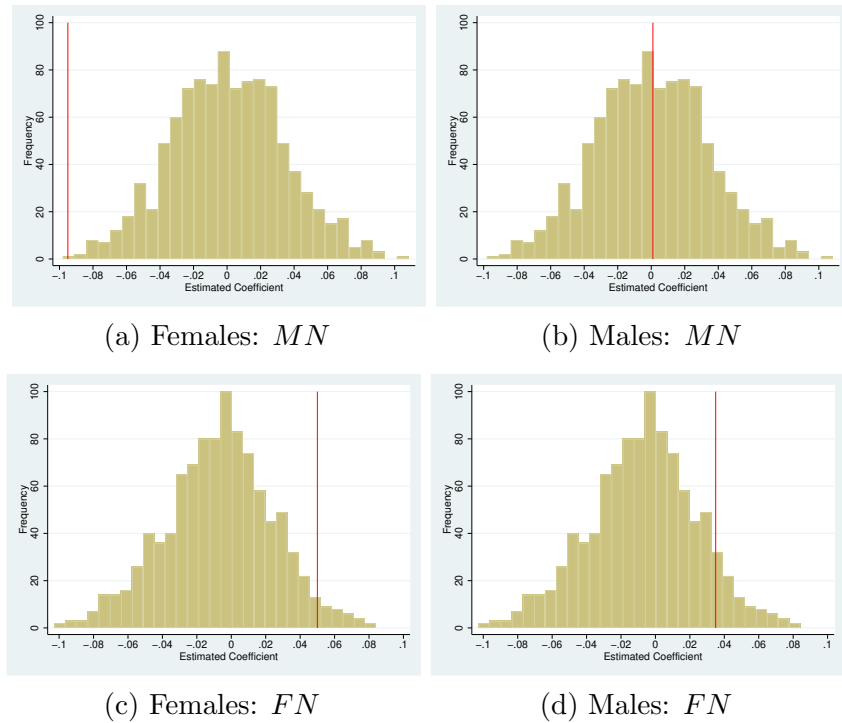 100
80
60
40
20
0
Frequency
-.1 -.08 -.06 -.04 -.02 0 .02 .04 .06 .08 .1
Estimated Coefficient
(a) Females: MN
100
80
60
40
20
0
Frequency
-.1 -.08 -.06 -.04 -.02 0 .02 .04 .06 .08 .1
Estimated Coefficient
(b) Males: MN
100
80
60
40
20
0
Frequency
-.1 -.08 -.06 -.04 -.02 0 .02 .04 .06 .08 .1
Estimated Coefficient
(c) Females: FN
100
80
60
40
20
0
Frequency
-.1 -.08 -.06 -.04 -.02 0 .02 .04 .06 .08 .1
Estimated Coefficient
(d) Males: FN